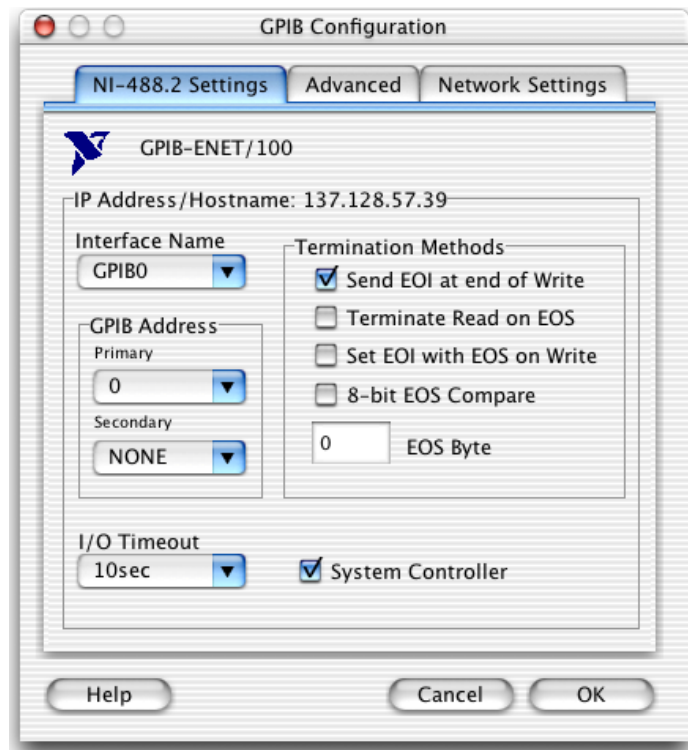 GPIB Configuration
NI-488.2 Settings
Advanced
Network Settings
GPIB-ENET/100
IP Address/Hostname: 137.128.57.39
Interface Name
GPIB0
GPIB Address
Primary
0
Secondary
NONE
Termination Methods
Send EOI at end of Write
Terminate Read on EOS
Set EOI with EOS on Write
8-bit EOS Compare
0 EOS Byte
I/O Timeout
10sec
System Controller
Help
Cancel
OK